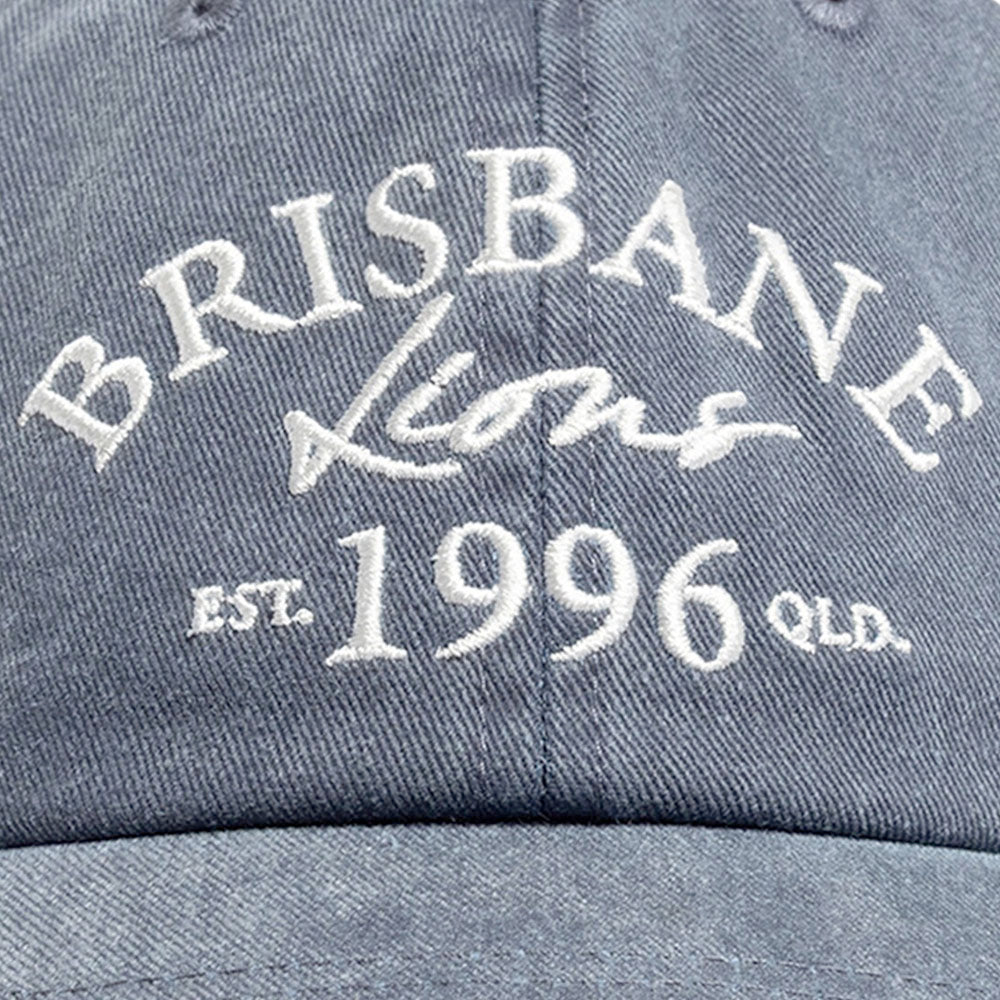 BRISBANE
Lions
EST. 1996 QLD.